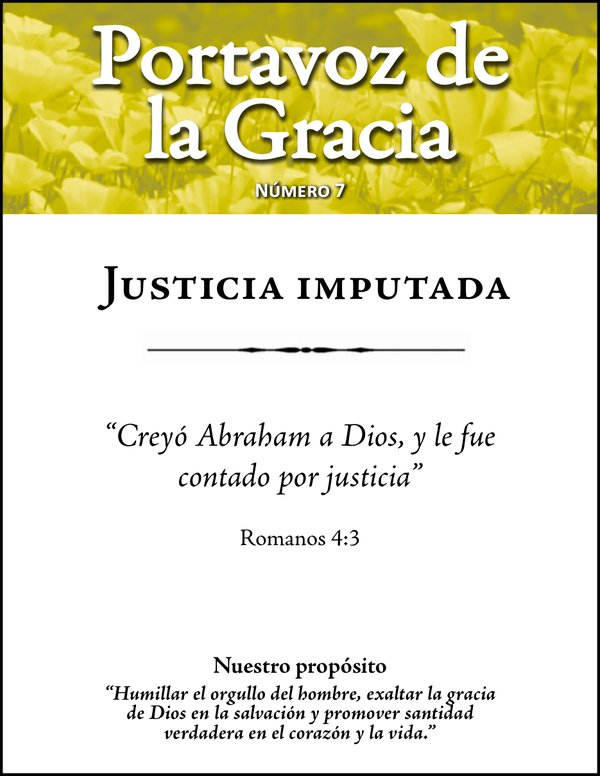 Portavoz de
la Gracia
NÚMERO 7
JUSTICIA IMPUTADA
“Creyó Abraham a Dios, y le fue
contado por justicia”
Romanos 4:3
Nuestro propósito
“Humillar el orgullo del hombre, exaltar la gracia
de Dios en la salvación y promover santidad
verdadera en el corazón y la vida.”